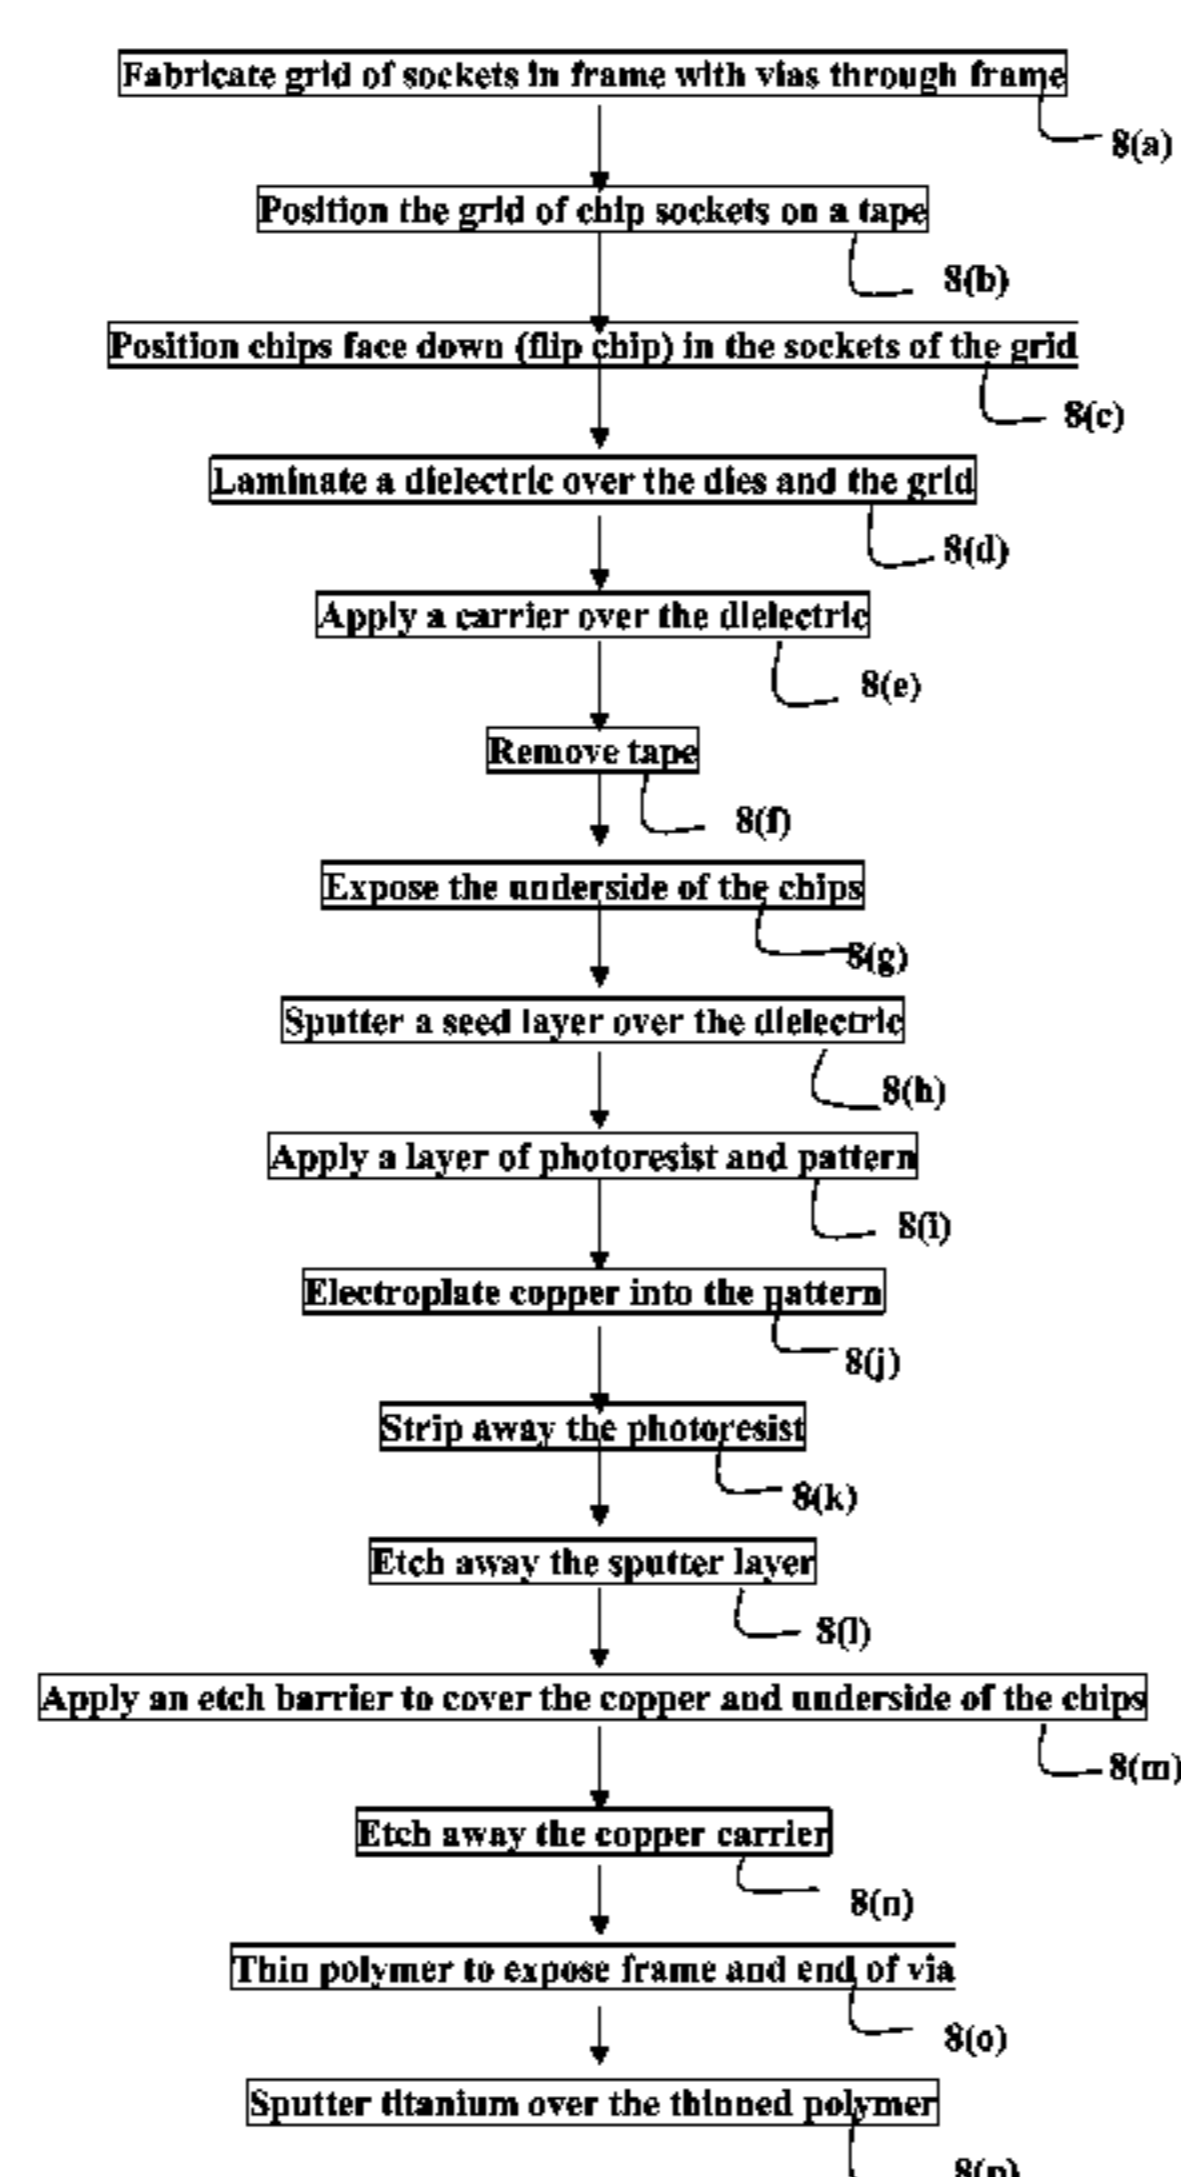 Fabricate grid of sockets in frame with vias through frame
8(a)
Position the grid of chip sockets on a tape
8(b)
Position chips face down (flip chip) in the sockets of the grid
8(c)
Laminate a dielectric over the dies and the grid
8(d)
Apply a carrier over the dielectric
8(e)
Remove tape
8(f)
Expose the underside of the chips
8(g)
Sputter a seed layer over the dielectric
8(h)
Apply a layer of photoresist and pattern
8(i)
Electroplate copper into the pattern
8(j)
Strip away the photoresist
8(k)
Etch away the sputter layer
8(l)
Apply an etch barrier to cover the copper and underside of the chips
8(m)
Etch away the copper carrier
8(n)
Thin polymer to expose frame and end of via
8(o)
Sputter titanium over the thinned polymer
8(p)